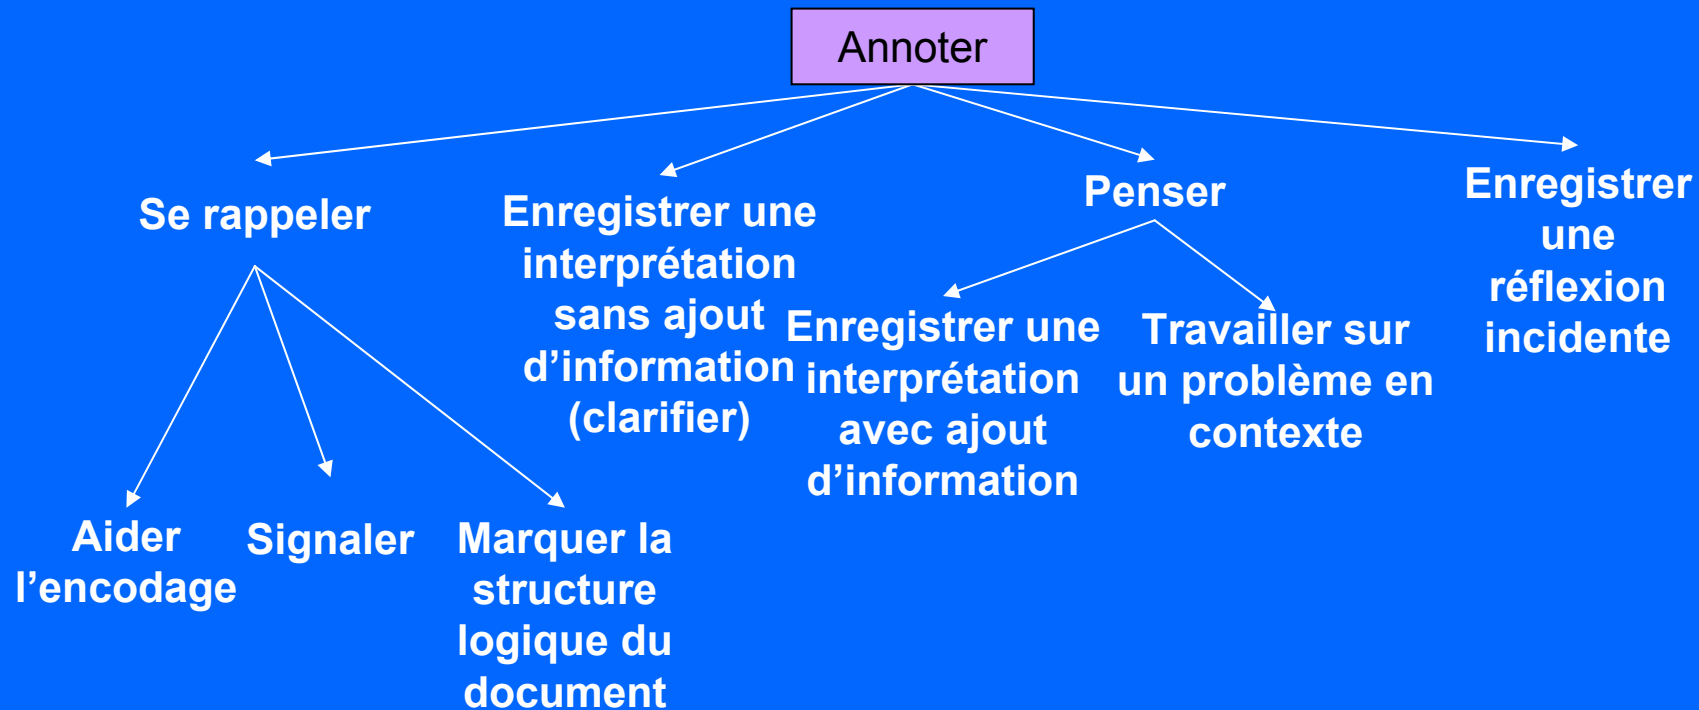 Annoter
Se rappeler
Enregistrer une
interprétation
sans ajout
d’information
(clarifier)
Penser
Enregistrer
une
réflexion
incidente
Enregistrer une
interprétation
avec ajout
d’information
Travailler sur
un problème en
contexte
Aider
l’encodage
Signaler
Marquer la
structure
logique du
document